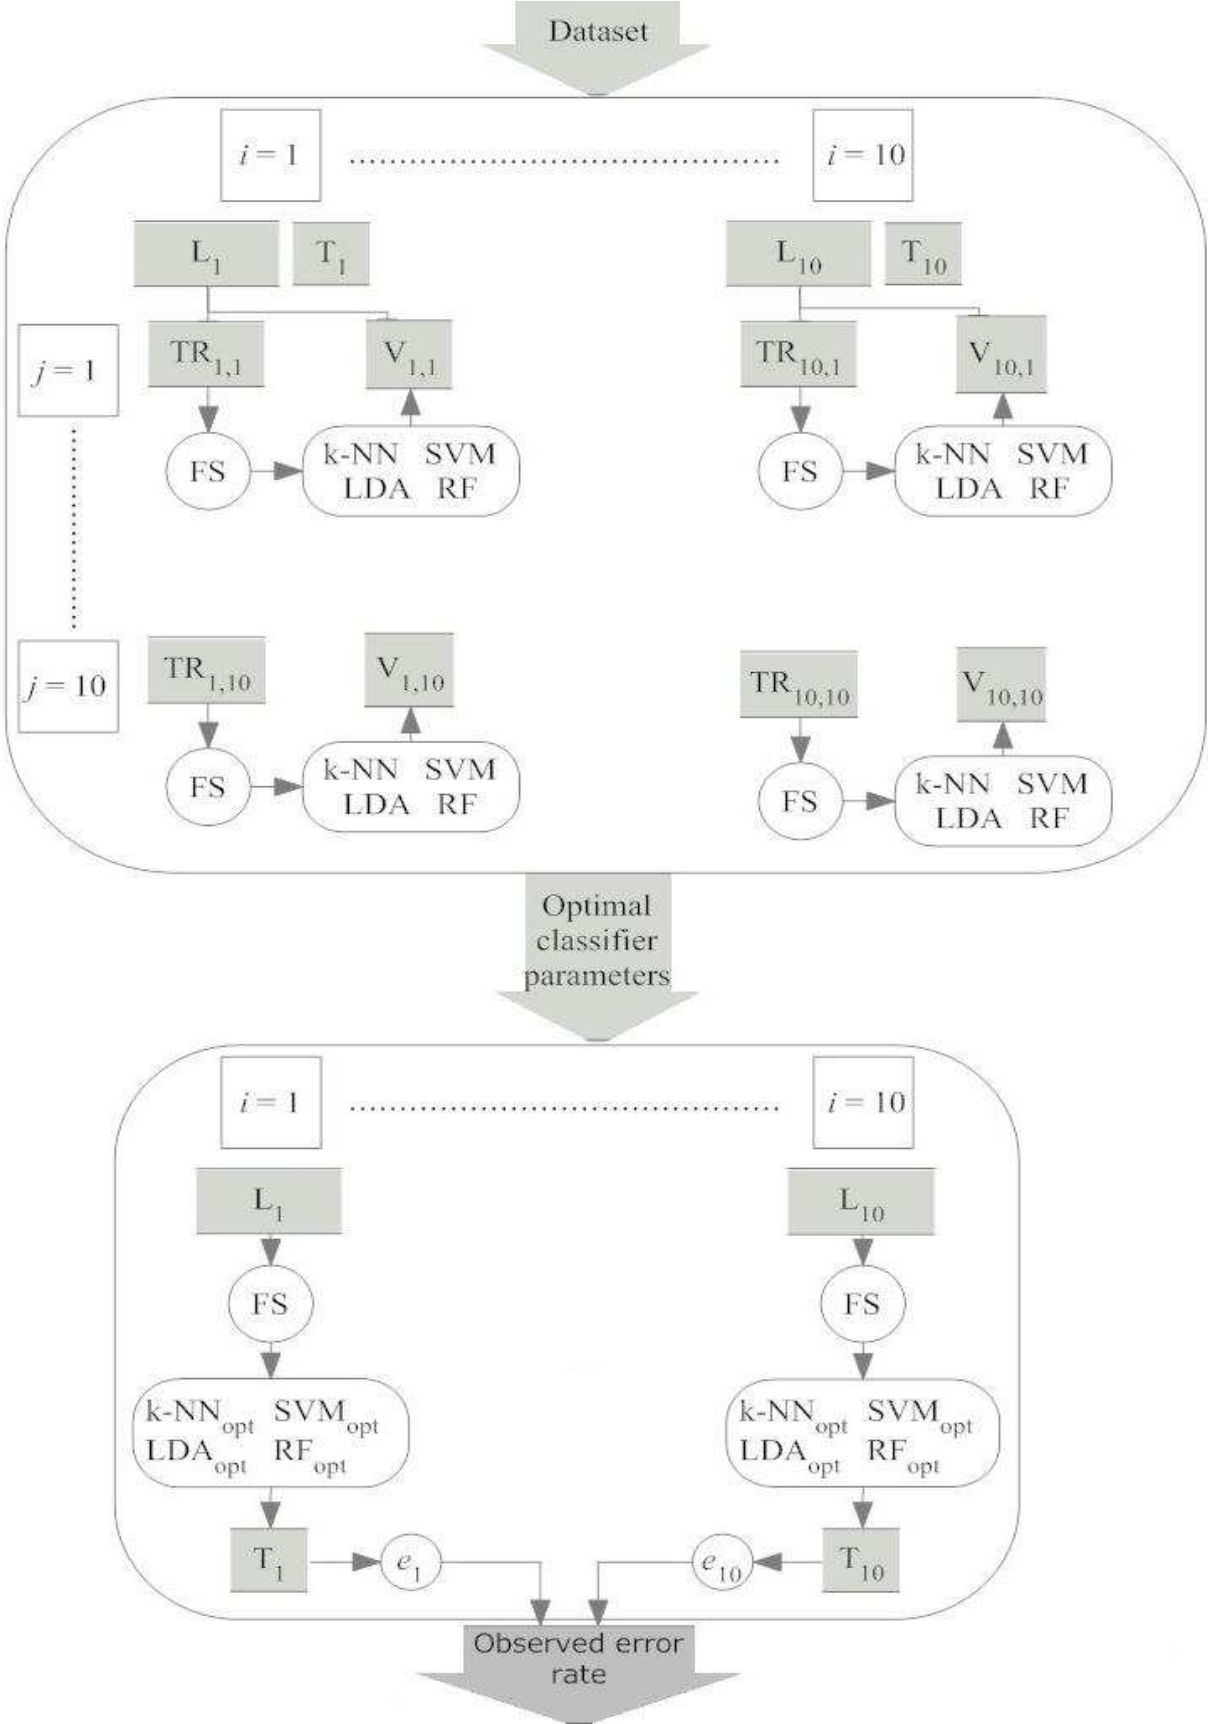 Dataset
i = 1
i = 10
L1 T1
L10 T10
j = 1
TR1,1 V1,1
TR10,1 V10,1
FS
k-NN SVM
LDA RF
FS
k-NN SVM
LDA RF
j = 10
TR1,10 V1,10
TR10,10 V10,10
FS
k-NN SVM
LDA RF
FS
k-NN SVM
LDA RF
Optimal
classifier
parameters
i = 1
i = 10
L1
L10
FS
FS
k-NNopt SVMopt
LDAopt RFopt
k-NNopt SVMopt
LDAopt RFopt
T1
e1
e10
T10
Observed error
rate